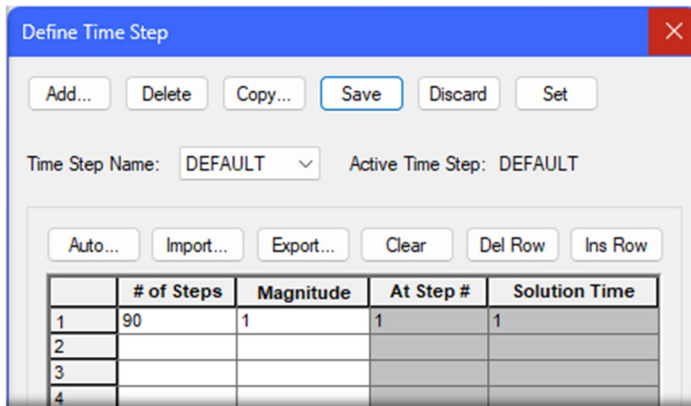 Define Time Step
Add... Delete Copy... Save Discard Set
Time Step Name: DEFAULT Active Time Step: DEFAULT
Auto... Import... Export... Clear Del Row Ins Row
# of Steps Magnitude At Step # Solution Time
1 90 1 1 1
2
3
4